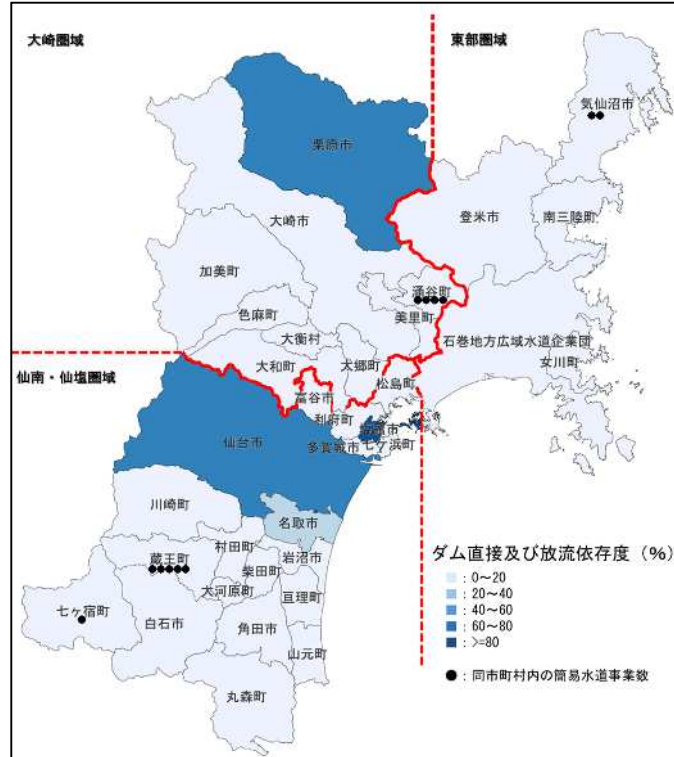 大崎圏域
東部圏域
気仙沼市
栗原市
登米市
南三陸町
大崎市
加美町
涌谷町
色麻町
美里町
大衡村
石巻地方広域水道企業団
女川町
大和町
大郷町
松島町
仙南・仙塩圏域
富谷市
利府町
仙台市
多賀城市
七ヶ浜町
川崎町
名取市
村田町
岩沼市
蔵王町
柴田町
大河原町
亘理町
七ヶ宿町
白石市
角田市
山元町
丸森町
ダム直接及び放流依存度（%）
：0～20
：20～40
：40～60
：60～80
：>=80
●：同市町村内の簡易水道事業数